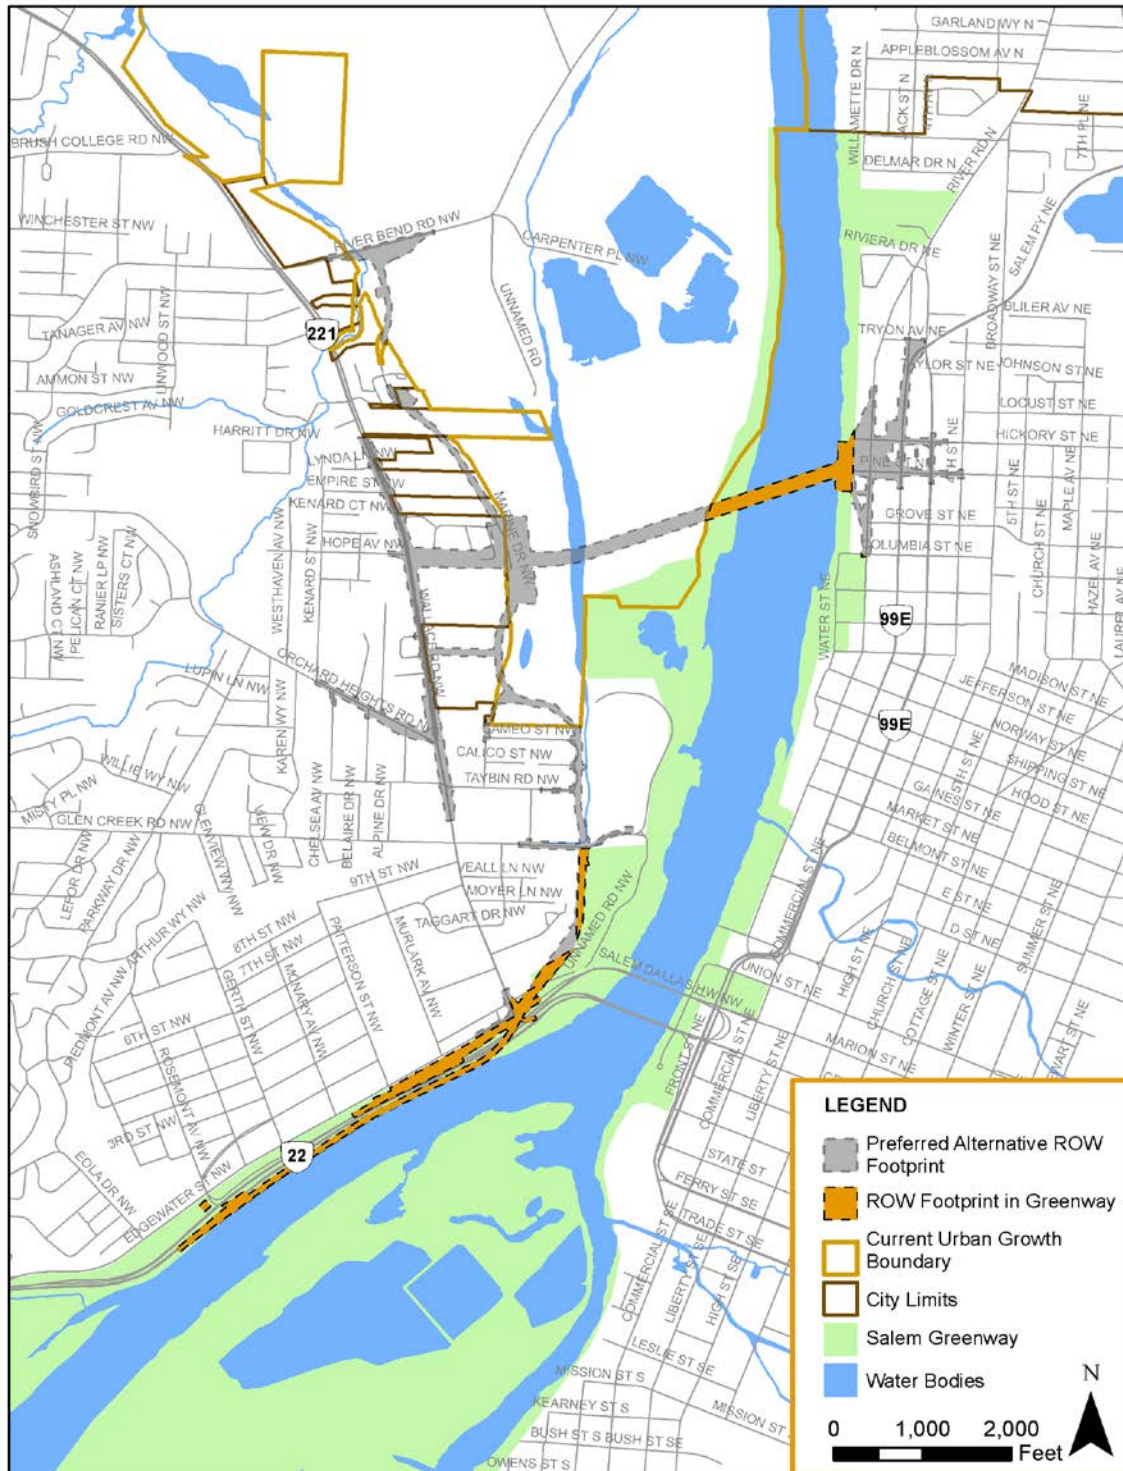 GARLAND WY N
APPLEBLOSSOM AV N
WILLAMETTE DR N
JACK ST N
4TH AV N
7TH PL NE
BRUSH COLLEGE RD NW
DELMAR DR N
RIVER RD N
WINCHESTER ST NW
RIVER BEND RD NW
CARPENTER PL NW
RIVIERA DR NE
BROADWAY ST NE
SALEM PY NE
UNNAMED RD
LINWOOD ST NW
BLILER AV NE
TANAGER AV NW
221
TRYON AV NE
AYLOR ST NE
JOHNSON ST NE
AMMON ST NW
GOLDCREST AV NW
LOCUST ST NE
HARRITT DR NW
HICKORY ST NE
SNOWBIRD ST NW
LYNDA LN NW
PINE ST NE
4TH ST NE
EMPIRE ST NW
KENARD CT NW
MARINE DR NW
GROVE ST NE
5TH ST NE
MAPLE AV NE
HOPE AV NW
OLUMBIA ST NE
WESTHAVEN AV NW
KENARD ST NW
ASHLAND CT NW
PELICAN CT NW
RANIER LP NW
SISTERS CT NW
CHURCH ST NE
HAZEL AV NE
LAUREL AV NE
WATER ST NE
99E
WALLACE RD NW
ORCHARD HEIGHTS RD N
LUPIN LN NW
KAREN WY NW
MADISON ST NE
JEFFERSON ST NE
99E
NORWAY ST NE
CAMEO ST NW
CALICO ST NW
5TH ST NE
SHIPPING ST NE
WILLIE WY NW
TAYBIN RD NW
GAINES ST NE
HOOD ST NE
MISTY PL NW
MARKET ST NE
GLEN CREEK RD NW
GLENVIEW WY NW
VIEW DR NW
CHELSEA AV NW
BELAIRE DR NW
ALPINE DR NW
BELMONT ST NE
LEFOR DR NW
PARKWAY DR NW
9TH ST NW
VEALL LN NW
MOYER LN NW
E ST NE
D ST NE
SUMMER ST NE
TAGGART DR NW
UNNAMED RD NW
COMMERCIAL ST NE
PIEDMONT AV NW
ARTHUR WY NW
8TH ST NW
7TH ST NW
PATTERSON ST NW
MURLARK AV NW
SALEM DALLAS HW NW
UNION ST NE
HIGH ST NE
CHURCH ST NE
COTTAGE ST NE
WINTER ST NE
GERTH ST NW
MCNARY AV NW
6TH ST NW
MARION ST NE
FRONT ST NE
COMMERCIAL ST NE
LIBERTY ST NE
ROSEMONT AV NW
3RD ST NW
22
STATE ST
EOLA DR NW
EDGEWATER ST NW
FERRY ST SE
TRADE ST SE
COMMERCIAL ST SE
LIBERTY ST SE
HIGH ST SE
LESLIE ST SE
MISSION ST S
MISSION ST
KEARNEY ST S
BUSH ST S
BUSH ST SE
OWENS ST S
LEGEND
Preferred Alternative ROW
Footprint
ROW Footprint in Greenway
Current Urban Growth
Boundary
City Limits
Salem Greenway
Water Bodies
N
0 1,000 2,000
Feet